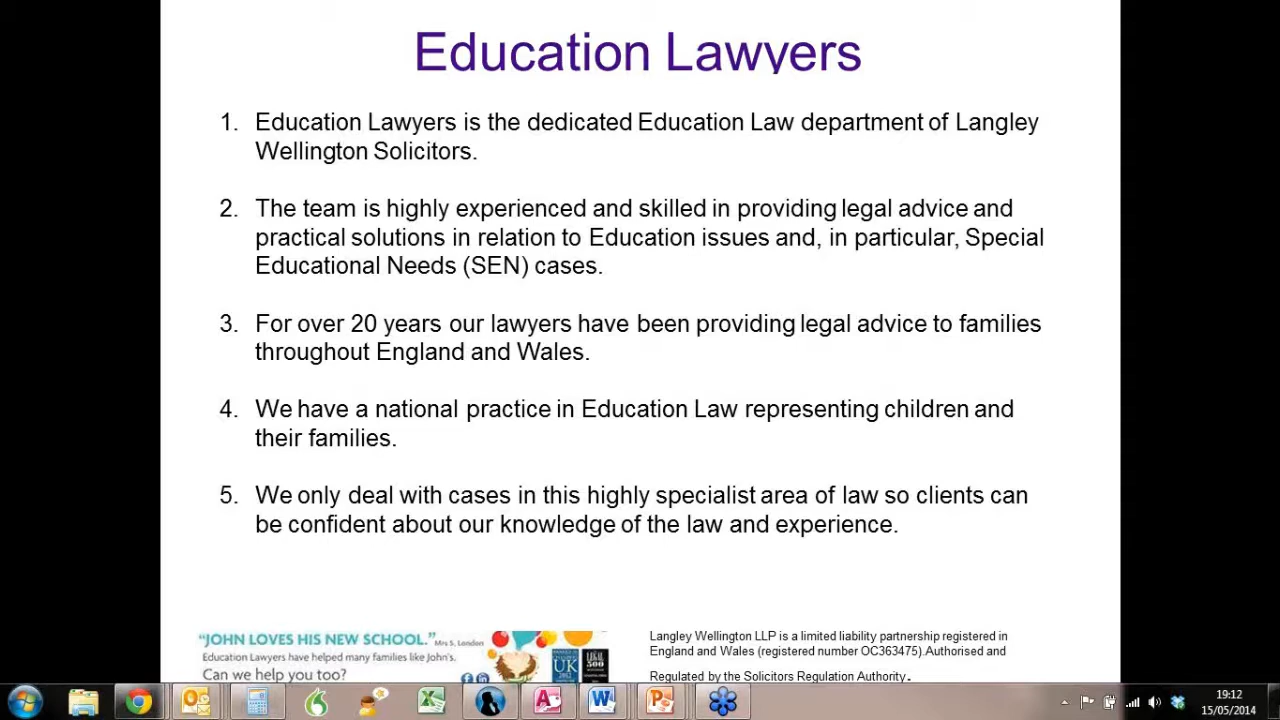 Education Lawyers
1. Education Lawyers is the dedicated Education Law department of Langley
Wellington Solicitors.
2. The team is highly experienced and skilled in providing legal advice and
practical solutions in relation to Education issues and, in particular, Special
Educational Needs (SEN) cases.
3. For over 20 years our lawyers have been providing legal advice to families
throughout England and Wales.
4. We have a national practice in Education Law representing children and
their families.
5. We only deal with cases in this highly specialist area of law so clients can
be confident about our knowledge of the law and experience.
“JOHN LOVES HIS NEW SCHOOL.” Mrs S, London
Education Lawyers have helped many families like John's.
Can we help you too?
UK
500
Langley Wellington LLP is a limited liability partnership registered in
England and Wales (registered number OC363475).Authorised and
Regulated by the Solicitors Regulation Authority.
19:12
15/05/2014